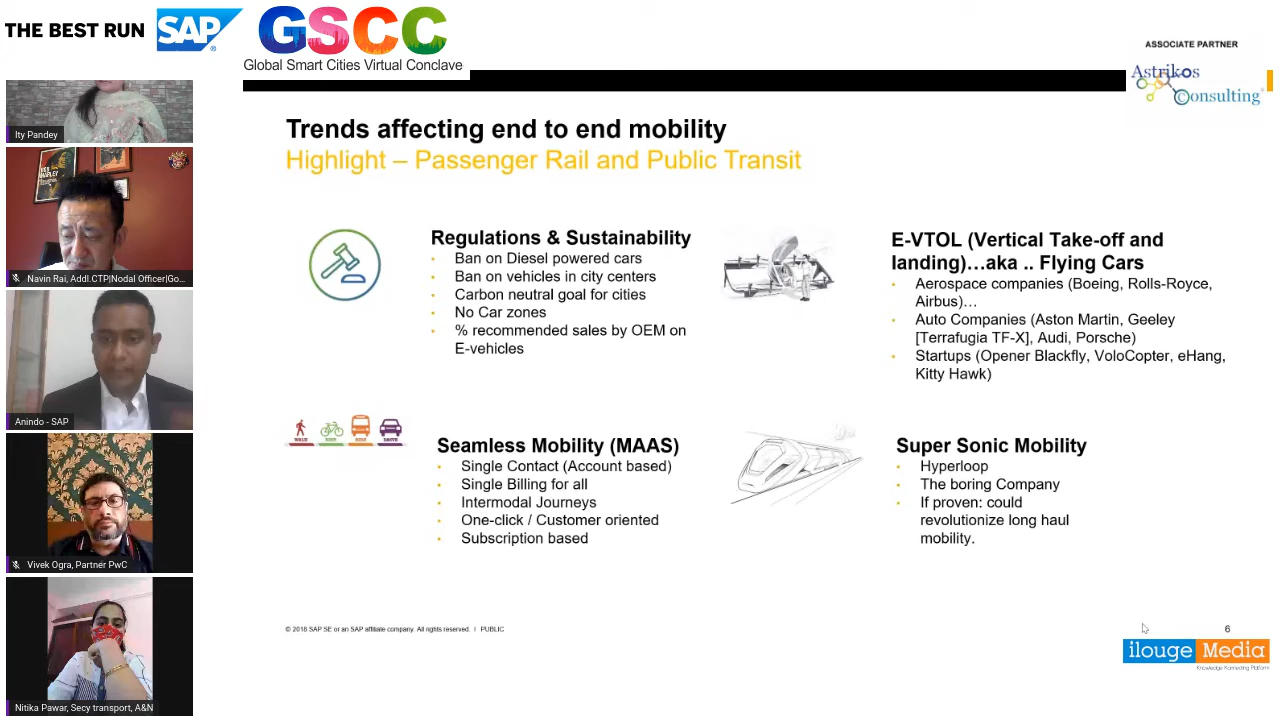 THE BEST RUN SAP
GSCC
Global Smart Cities Virtual Conclave
ASSOCIATE PARTNER
Astrikos
Consulting
Ity Pandey
Navin Rai, Addl.CTP|Nodal Officer|Go...
Anindo - SAP
Vivek Ogra, Partner PwC
Nitika Pawar, Secy transport, A&N
Trends affecting end to end mobility
Highlight – Passenger Rail and Public Transit
Regulations & Sustainability
• Ban on Diesel powered cars
• Ban on vehicles in city centers
• Carbon neutral goal for cities
• No Car zones
• % recommended sales by OEM on
E-vehicles
E-VTOL (Vertical Take-off and
landing)…aka .. Flying Cars
• Aerospace companies (Boeing, Rolls-Royce,
Airbus)…
• Auto Companies (Aston Martin, Geeley
[Terrafugia TF-X], Audi, Porsche)
• Startups (Opener Blackfly, VoloCopter, eHang,
Kitty Hawk)
WALK BIKE RIDE DRIVE
Seamless Mobility (MAAS)
• Single Contact (Account based)
• Single Billing for all
• Intermodal Journeys
• One-click / Customer oriented
• Subscription based
Super Sonic Mobility
• Hyperloop
• The boring Company
• If proven: could
revolutionize long haul
mobility.
© 2018 SAP SE or an SAP affiliate company. All rights reserved. ǀ PUBLIC
6
ilouge Media
Knowledge Marketing Platform